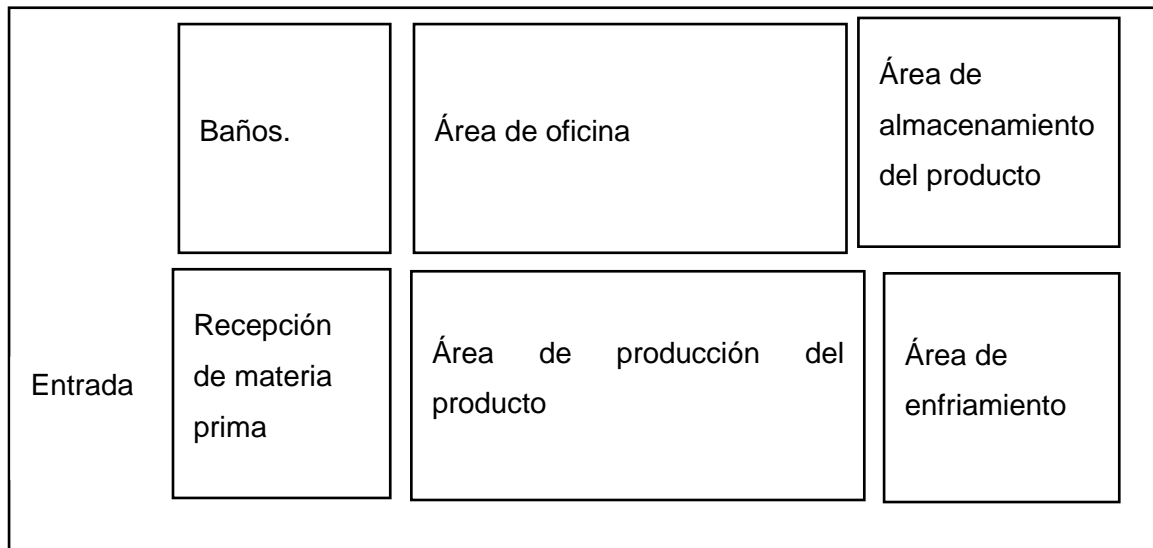 Baños.
Área de oficina
Área de
almacenamiento
del producto
Entrada
Recepción
de materia
prima
Área de producción del
producto
Área de
enfriamiento